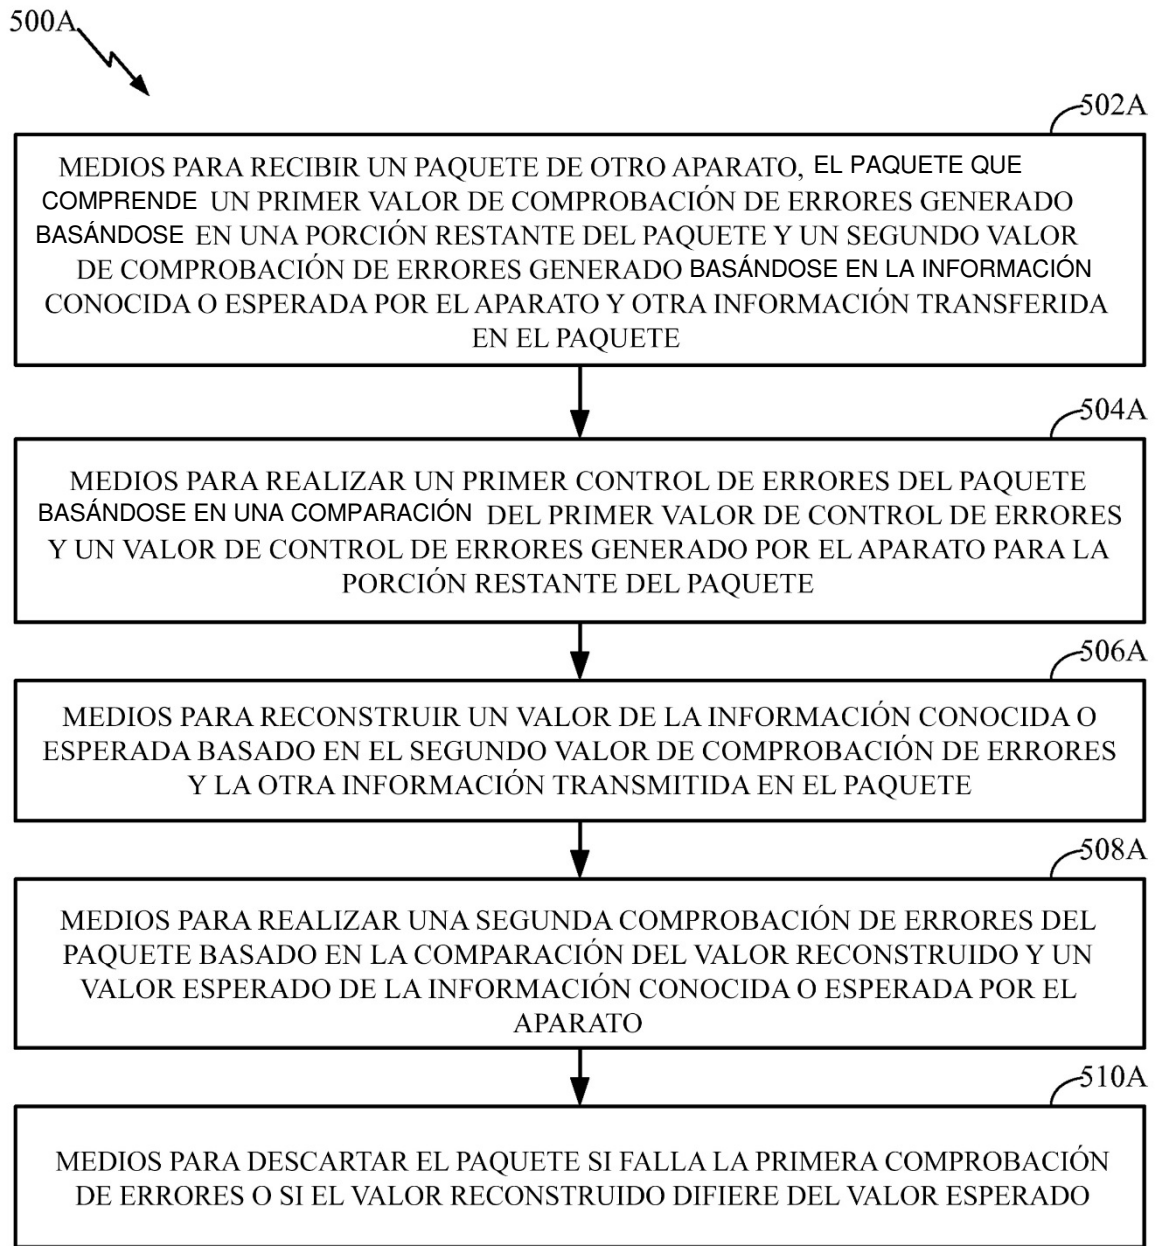 500A
502A
MEDIOS PARA RECIBIR UN PAQUETE DE OTRO APARATO, EL PAQUETE QUE
COMPRENDE UN PRIMER VALOR DE COMPROBACIÓN DE ERRORES GENERADO
BASÁNDOSE EN UNA PORCIÓN RESTANTE DEL PAQUETE Y UN SEGUNDO VALOR
DE COMPROBACIÓN DE ERRORES GENERADO BASÁNDOSE EN LA INFORMACIÓN
CONOCIDA O ESPERADA POR EL APARATO Y OTRA INFORMACIÓN TRANSFERIDA
EN EL PAQUETE
504A
MEDIOS PARA REALIZAR UN PRIMER CONTROL DE ERRORES DEL PAQUETE
BASÁNDOSE EN UNA COMPARACIÓN DEL PRIMER VALOR DE CONTROL DE ERRORES
Y UN VALOR DE CONTROL DE ERRORES GENERADO POR EL APARATO PARA LA
PORCIÓN RESTANTE DEL PAQUETE
506A
MEDIOS PARA RECONSTRUIR UN VALOR DE LA INFORMACIÓN CONOCIDA O
ESPERADA BASADO EN EL SEGUNDO VALOR DE COMPROBACIÓN DE ERRORES
Y LA OTRA INFORMACIÓN TRANSMITIDA EN EL PAQUETE
508A
MEDIOS PARA REALIZAR UNA SEGUNDA COMPROBACIÓN DE ERRORES DEL
PAQUETE BASADO EN LA COMPARACIÓN DEL VALOR RECONSTRUIDO Y UN
VALOR ESPERADO DE LA INFORMACIÓN CONOCIDA O ESPERADA POR EL
APARATO
510A
MEDIOS PARA DESCARTAR EL PAQUETE SI FALLA LA PRIMERA COMPROBACIÓN
DE ERRORES O SI EL VALOR RECONSTRUIDO DIFIERE DEL VALOR ESPERADO